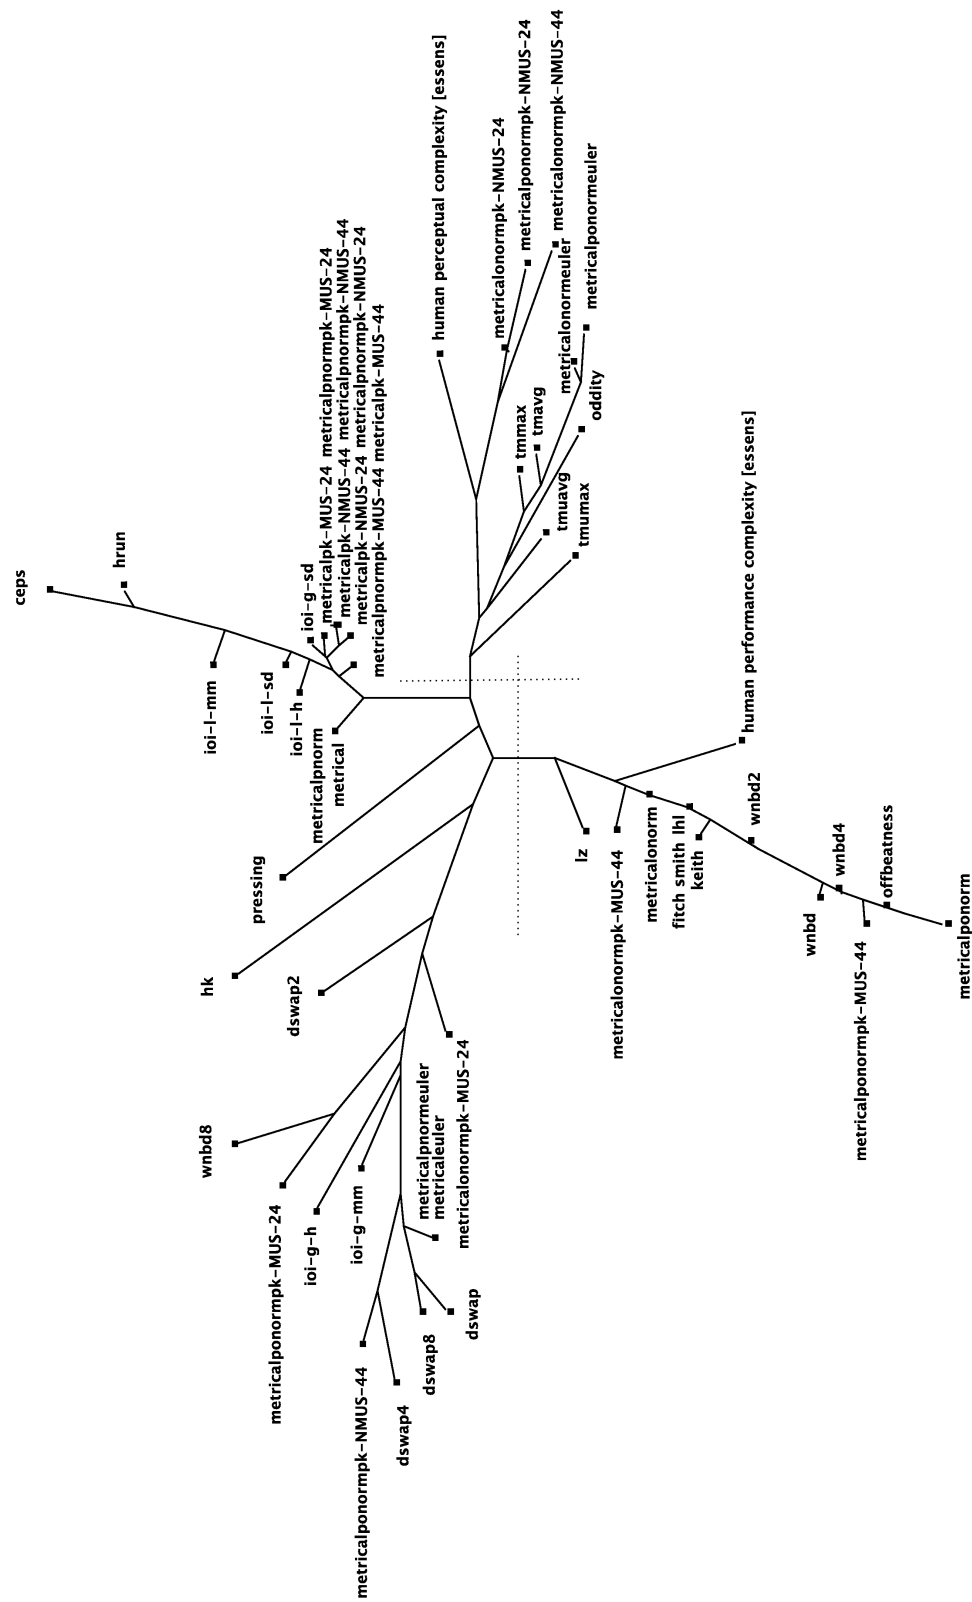 ceps
hrun
ioi-l-mm
ioi-l-sd
ioi-l-h
ioi-g-sd
metricalpk-MUS-24 metricalpnormpk-MUS-24
metricalpk-NMUS-44 metricalpnormpk-NMUS-44
metricalpk-NMUS-24 metricalpnormpk-NMUS-24
metricalpnormpk-MUS-44 metricalpk-MUS-44
metricalpnorm
metrical
human perceptual complexity [essens]
metricalonormpk-NMUS-24
metricalponormpk-NMUS-24
metricalonormpk-NMUS-44
metricalonormeuler
metricalponormeuler
oddity
tmmax
tmavg
tmuavg
tmumax
human performance complexity [essens]
pressing
hk
dswap2
lz
metricalonormpk-MUS-44
metricalonorm
fitch smith lhl
keith
wnbd2
wnbd
wnbd4
offbeatness
metricalponormpk-MUS-44
metricalponorm
wnbd8
metricalponormpk-MUS-24
ioi-g-h
ioi-g-mm
metricalpnormeuler
metricaleuler
metricalonormpk-MUS-24
metricalponormpk-NMUS-44
dswap4
dswap8
dswap